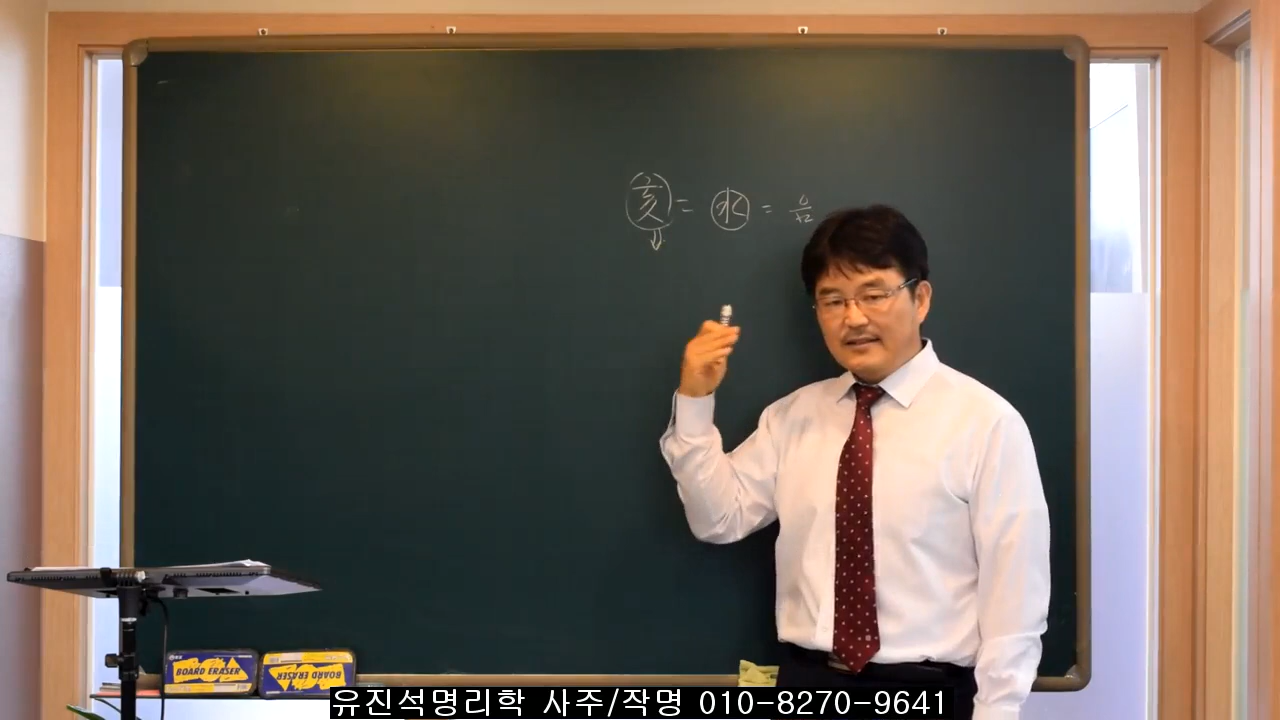 亥 = 水 = 음
BOARD ERASER
BOARD ERASER
유진석명리학 사주/작명 010-8270-9641